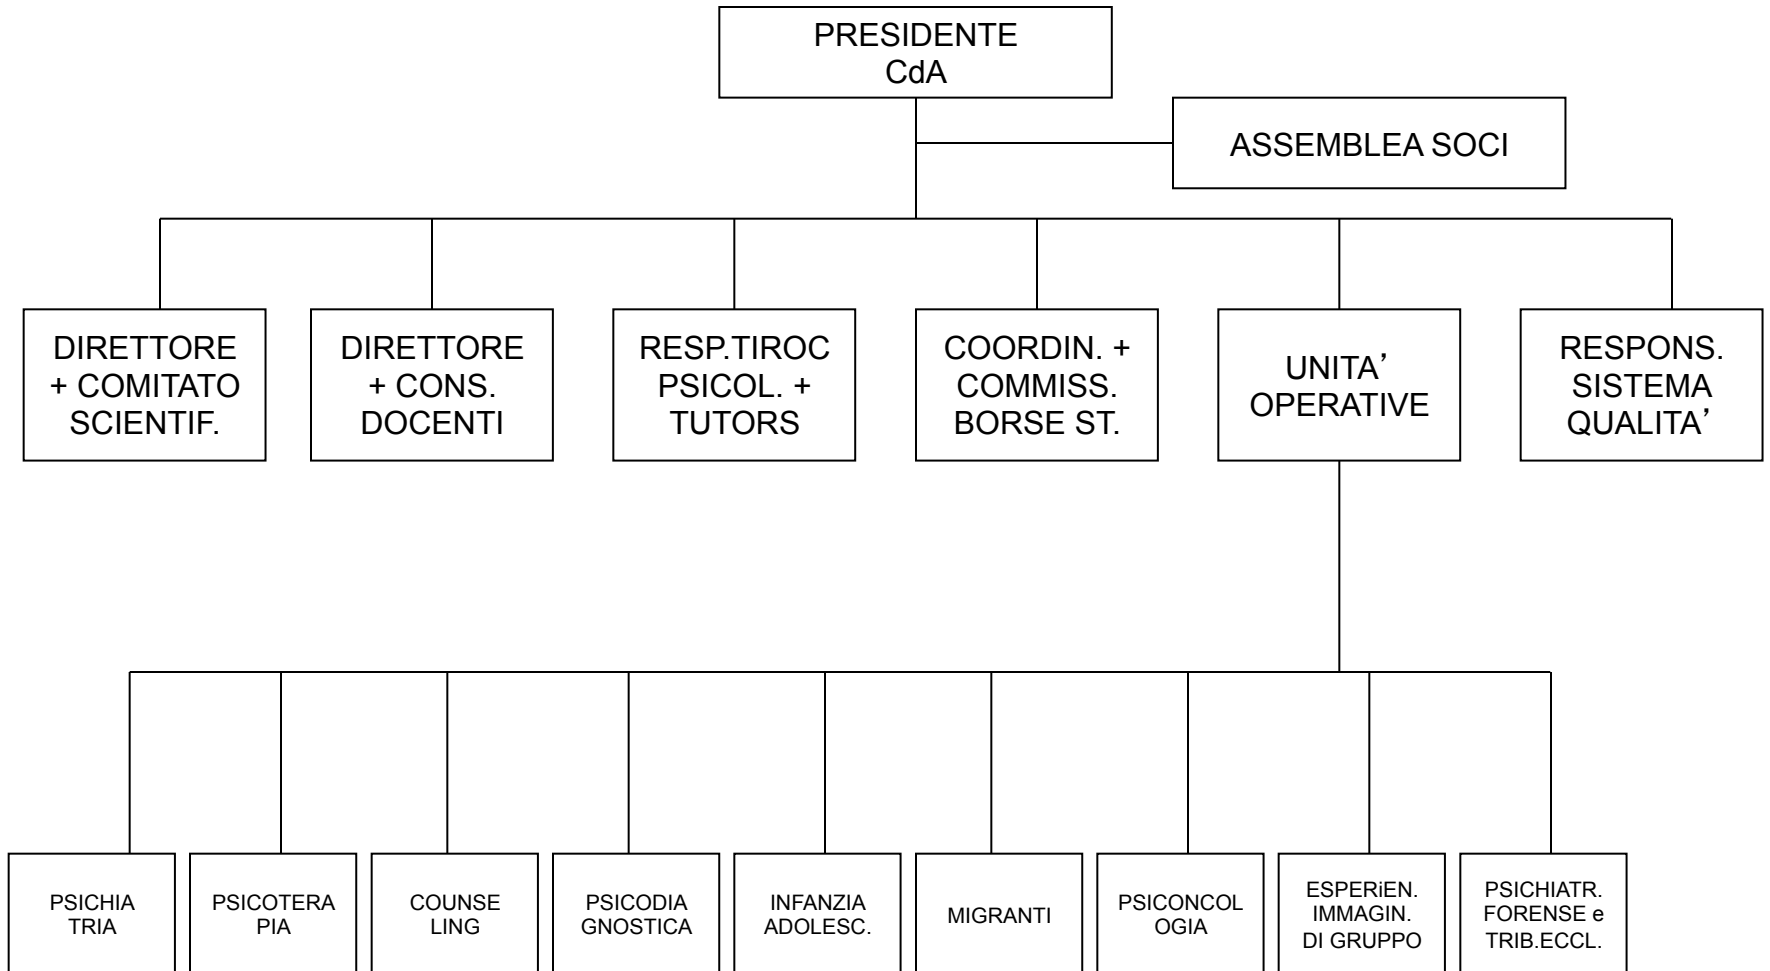 PRESIDENTE
CdA
ASSEMBLEA SOCI
DIRETTORE
+ COMITATO
SCIENTIF.
DIRETTORE
+ CONS.
DOCENTI
RESP.TIROC
PSICOL. +
TUTORS
COORDIN. +
COMMISS.
BORSE ST.
UNITA’
OPERATIVE
RESPONS.
SISTEMA
QUALITA’
PSICHIA
TRIA
PSICOTERA
PIA
COUNSE
LING
PSICODIA
GNOSTICA
INFANZIA
ADOLESC.
MIGRANTI
PSICONCOL
OGIA
ESPERiEN.
IMMAGIN.
DI GRUPPO
PSICHIATR.
FORENSE e
TRIB.ECCL.